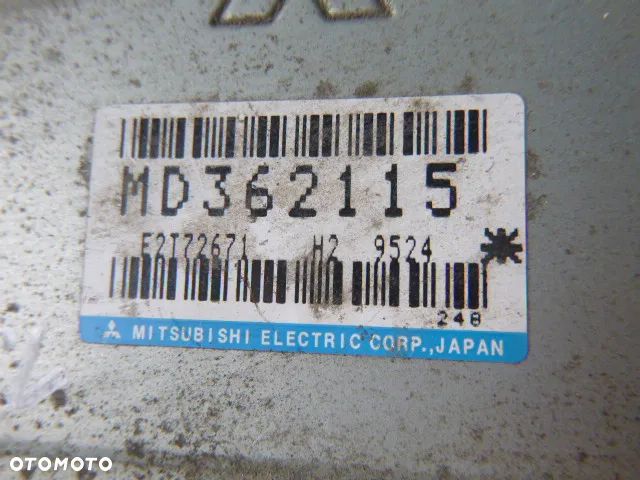 MD362115
E2T72671 H2 9524
248
MITSUBISHI ELECTRIC CORP.,JAPAN
OTOMOTO